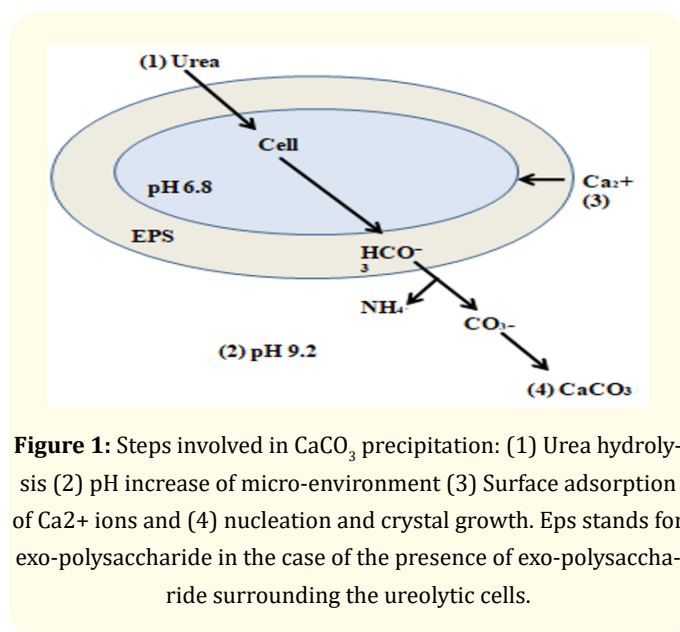 (1) Urea
Cell
pH 6.8
Ca₂+
(3)
EPS
HCO⁻
3
NH₄
CO₃-
(2) pH 9.2
(4) CaCO₃
Figure 1: Steps involved in CaCO₃ precipitation: (1) Urea hydroly-
sis (2) pH increase of micro-environment (3) Surface adsorption
of Ca2+ ions and (4) nucleation and crystal growth. Eps stands for
exo-polysaccharide in the case of the presence of exo-polysaccha-
ride surrounding the ureolytic cells.